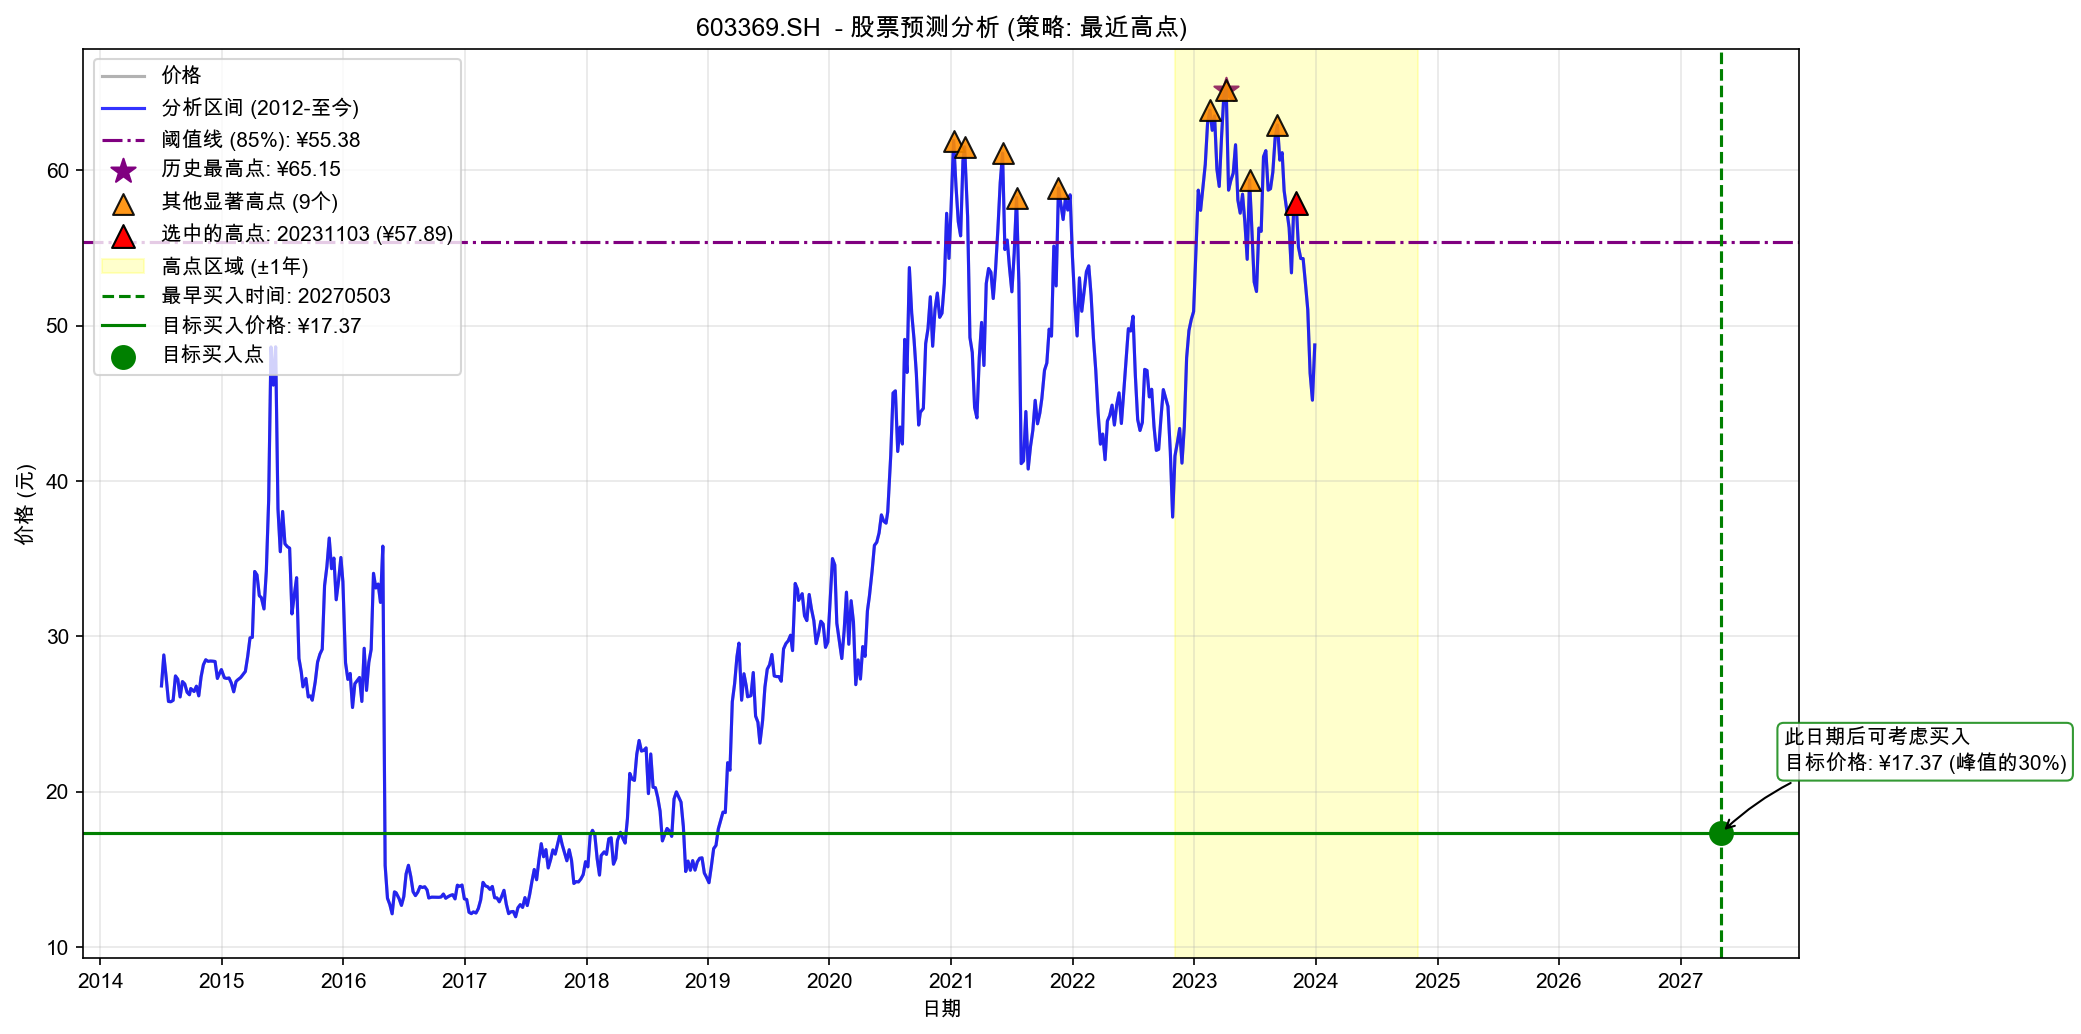 603369.SH - 股票预测分析 (策略: 最近高点)
价格
分析区间 (2012-至今)
阈值线 (85%): ¥55.38
历史最高点: ¥65.15
其他显著高点 (9个)
选中的高点: 20231103 (¥57.89)
高点区域 (±1年)
最早买入时间: 20270503
目标买入价格: ¥17.37
目标买入点
60
50
40
30
20
10
价格 (元)
此日期后可考虑买入
目标价格: ¥17.37 (峰值的30%)
2014
2015
2016
2017
2018
2019
2020
2021
2022
2023
2024
2025
2026
2027
日期